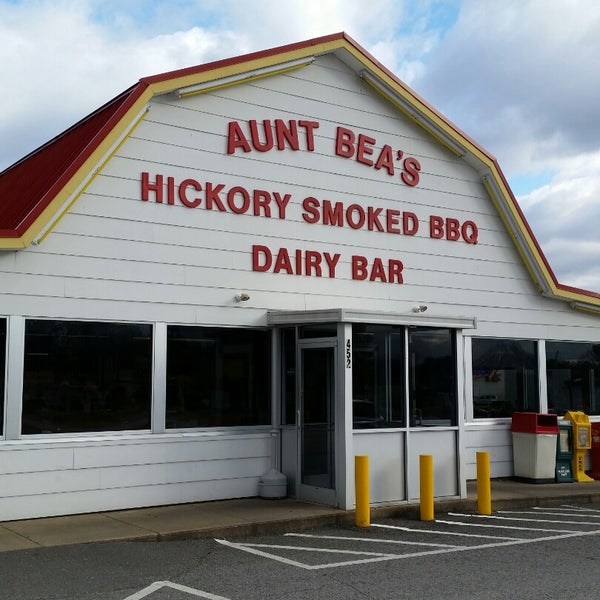 AUNT BEA'S
HICKORY SMOKED BBQ
DAIRY BAR
452